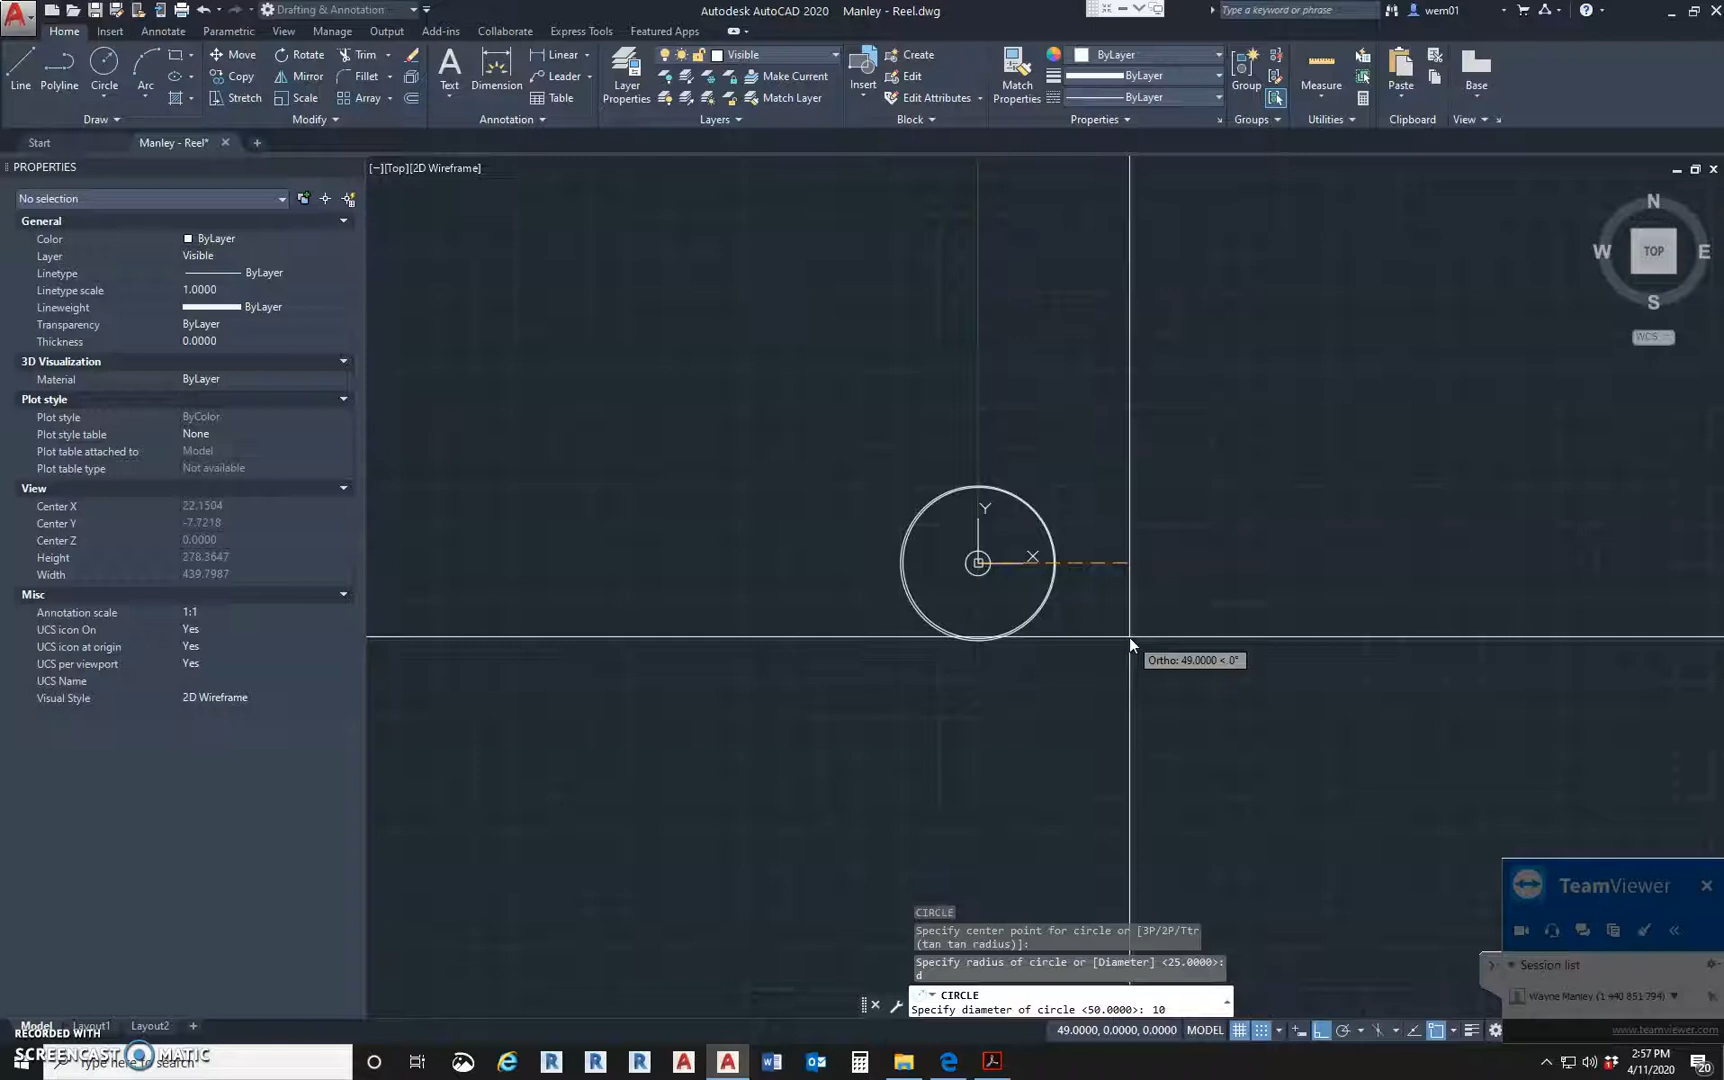 Drafting & Annotation
Autodesk AutoCAD 2020 Manley - Reel.dwg
Type a keyword or phrase
wem01
Home Insert Annotate Parametric View Manage Output Add-ins Collaborate Express Tools Featured Apps
Line Polyline Circle Arc
Move Rotate Trim
Copy Mirror Fillet
Stretch Scale Array
Text Dimension
Linear
Leader
Table
Layer Properties
Visible
Make Current
Match Layer
Insert
Create
Edit
Edit Attributes
Match Properties
ByLayer
ByLayer
ByLayer
Group
Measure
Paste
Base
Draw Modify Annotation Layers Block Properties Groups Utilities Clipboard View
Start Manley - Reel*
PROPERTIES
[−][Top][2D Wireframe]
No selection
General
Color ByLayer
Layer Visible
Linetype ByLayer
Linetype scale 1.0000
Lineweight ByLayer
Transparency ByLayer
Thickness 0.0000
3D Visualization
Material ByLayer
Plot style
Plot style ByColor
Plot style table None
Plot table attached to Model
Plot table type Not available
View
Center X 22.1504
Center Y -7.7218
Center Z 0.0000
Height 278.3647
Width 439.7987
Misc
Annotation scale 1:1
UCS icon On Yes
UCS icon at origin Yes
UCS per viewport Yes
UCS Name
Visual Style 2D Wireframe
N
W TOP E
S
WCS
Y
X
Ortho: 49.0000 < 0°
TeamViewer
Session list
Wayne Manley (1 440 851 794)
www.teamviewer.com
CIRCLE
Specify center point for circle or [3P/2P/Ttr
(tan tan radius)]:
Specify radius of circle or [Diameter] <25.0000>:
d
CIRCLE
Specify diameter of circle <50.0000>: 10
Model Layout1 Layout2
49.0000, 0.0000, 0.0000 MODEL
RECORDED WITH
SCREENCAST MATIC
Type here to search
2:57 PM
4/11/2020
20